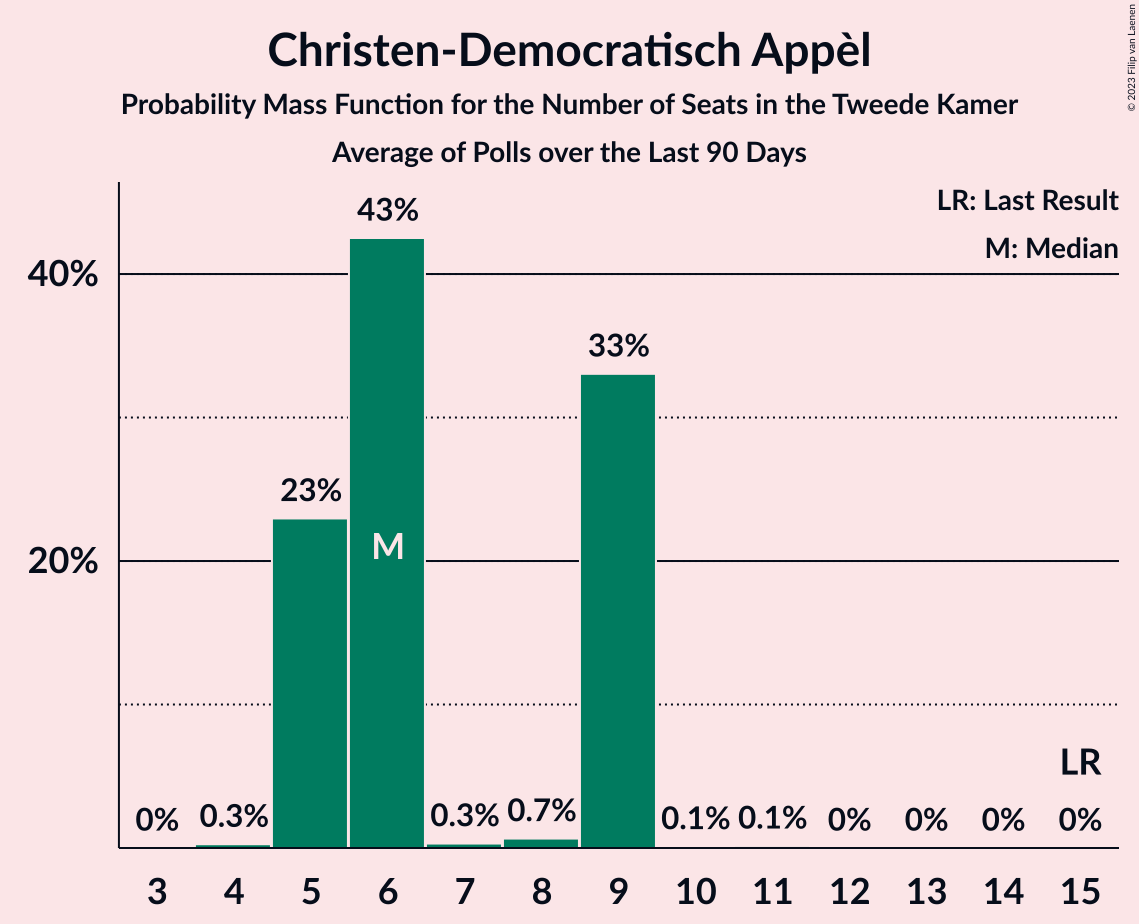 Christen-Democratisch Appèl
Probability Mass Function for the Number of Seats in the Tweede Kamer
Average of Polls over the Last 90 Days
© 2023 Filip van Laenen
LR: Last Result
M: Median
40%
20%
43%
33%
23%
M
LR
0%
0.3%
0.3%
0.7%
0.1%
0.1%
0%
0%
0%
0%
3 4 5 6 7 8 9 10 11 12 13 14 15